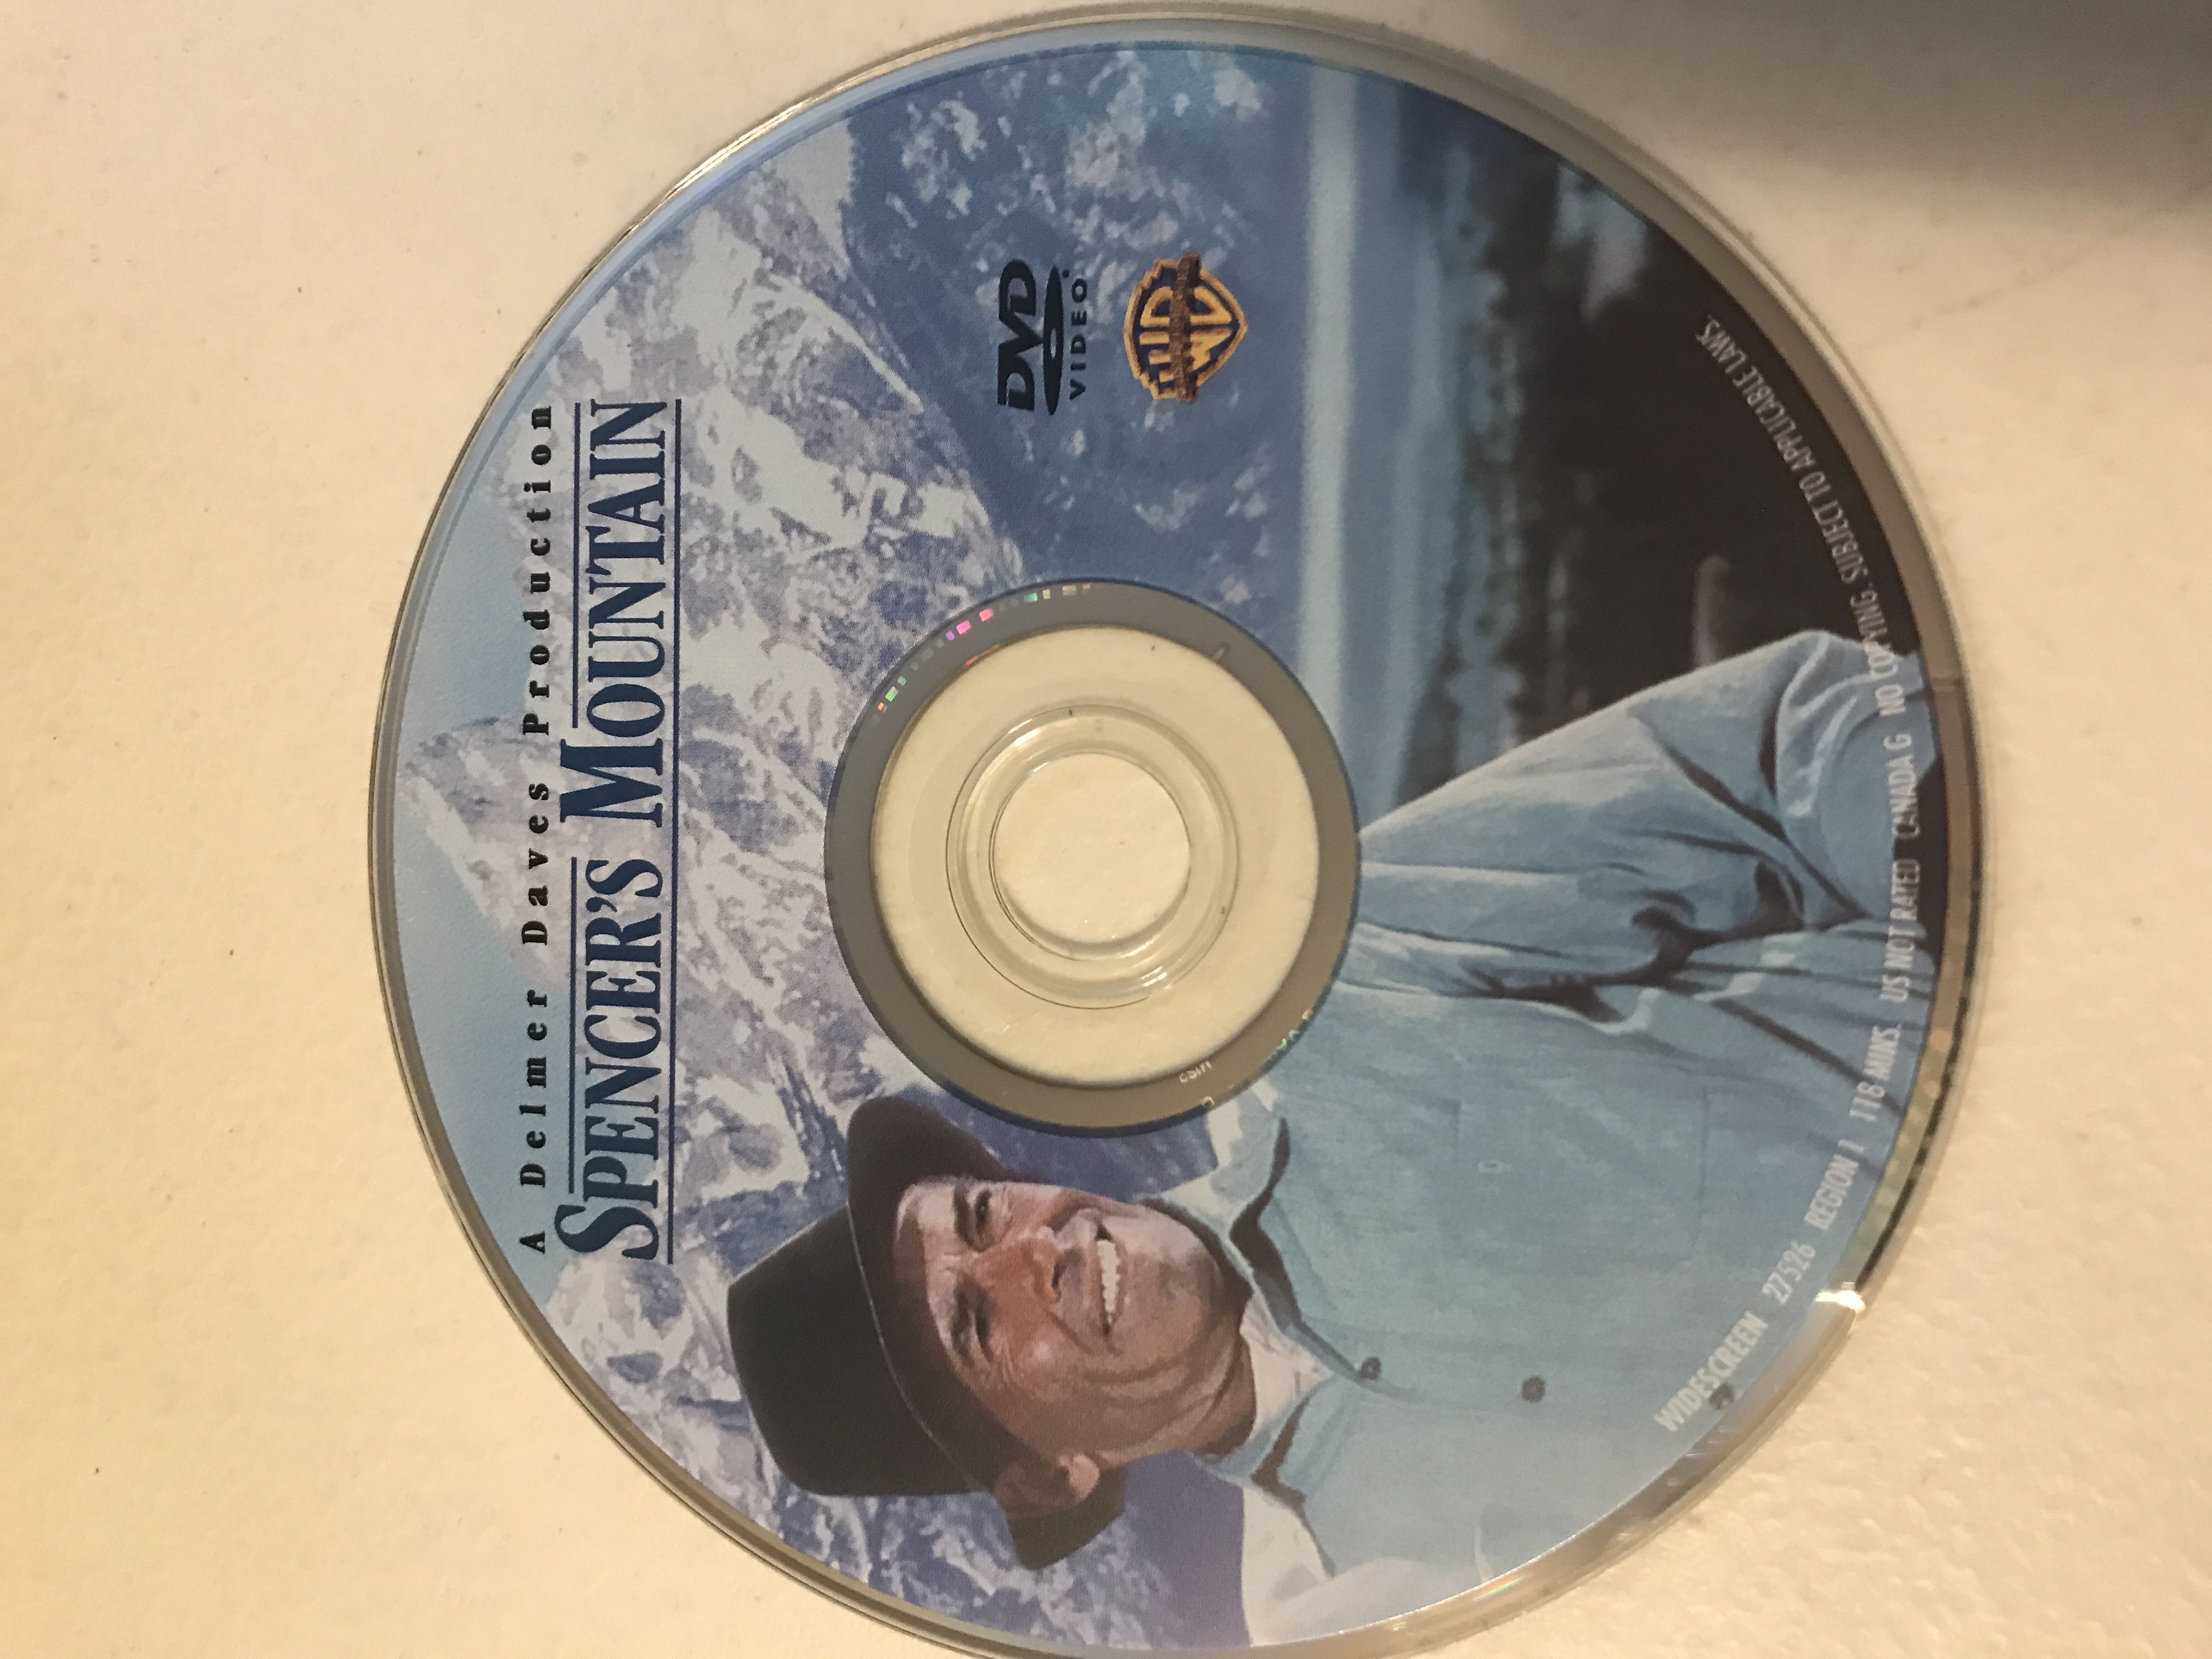 A Delmer Daves Production
SPENCER'S MOUNTAIN
DVD
VIDEO
WB
WIDESCREEN 27526 REGION 1 118 MINS. US NOT RATED CANADA G NO COPYING. SUBJECT TO APPLICABLE LAWS.